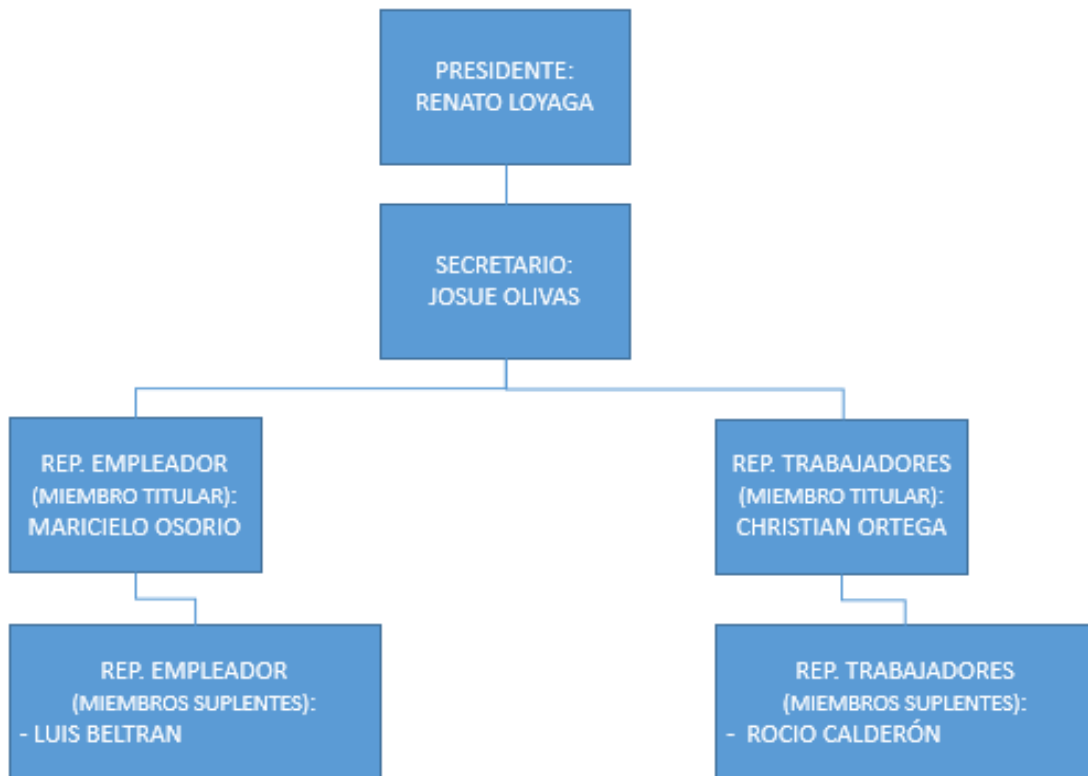 PRESIDENTE:
RENATO LOYAGA
SECRETARIO:
JOSUE OLIVAS
REP. EMPLEADOR
(MIEMBRO TITULAR):
MARICIELO OSORIO
REP. TRABAJADORES
(MIEMBRO TITULAR):
CHRISTIAN ORTEGA
REP. EMPLEADOR
(MIEMBROS SUPLENTES):
- LUIS BELTRAN
REP. TRABAJADORES
(MIEMBROS SUPLENTES):
- ROCIO CALDERÓN